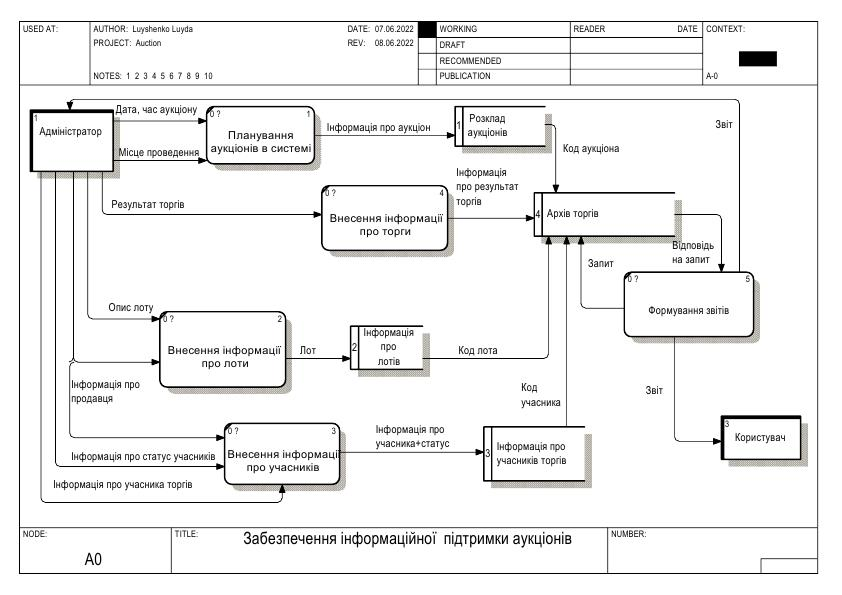 USED AT:
AUTHOR: Luyshenko Luyda
DATE: 07.06.2022
PROJECT: Auction
REV: 08.06.2022
NOTES: 1 2 3 4 5 6 7 8 9 10
WORKING
DRAFT
RECOMMENDED
PUBLICATION
READER
DATE
CONTEXT:
A-0
1
Адміністратор
Дата, час аукціону
Місце проведення
0 ?
1
Планування
аукціонів в системі
Інформація про аукціон
1
Розклад
аукціонів
Код аукціона
Звіт
Результат торгів
0 ?
4
Внесення інформації
про торги
Інформація
про результат
торгів
4
Архів торгів
Відповідь
на запит
Запит
0 ?
5
Формування звітів
Опис лоту
0 ?
2
Внесення інформації
про лоти
Лот
2
Інформація
про
лотів
Код лота
Інформація про
продавця
Код
учасника
Звіт
0 ?
3
Внесення інформації
про учасників
Інформація про
учасника+статус
3
Інформація про
учасників торгів
3
Користувач
Інформація про статус учасників
Інформація про учасника торгів
NODE:
A0
TITLE:
Забезпечення інформаційної підтримки аукціонів
NUMBER: